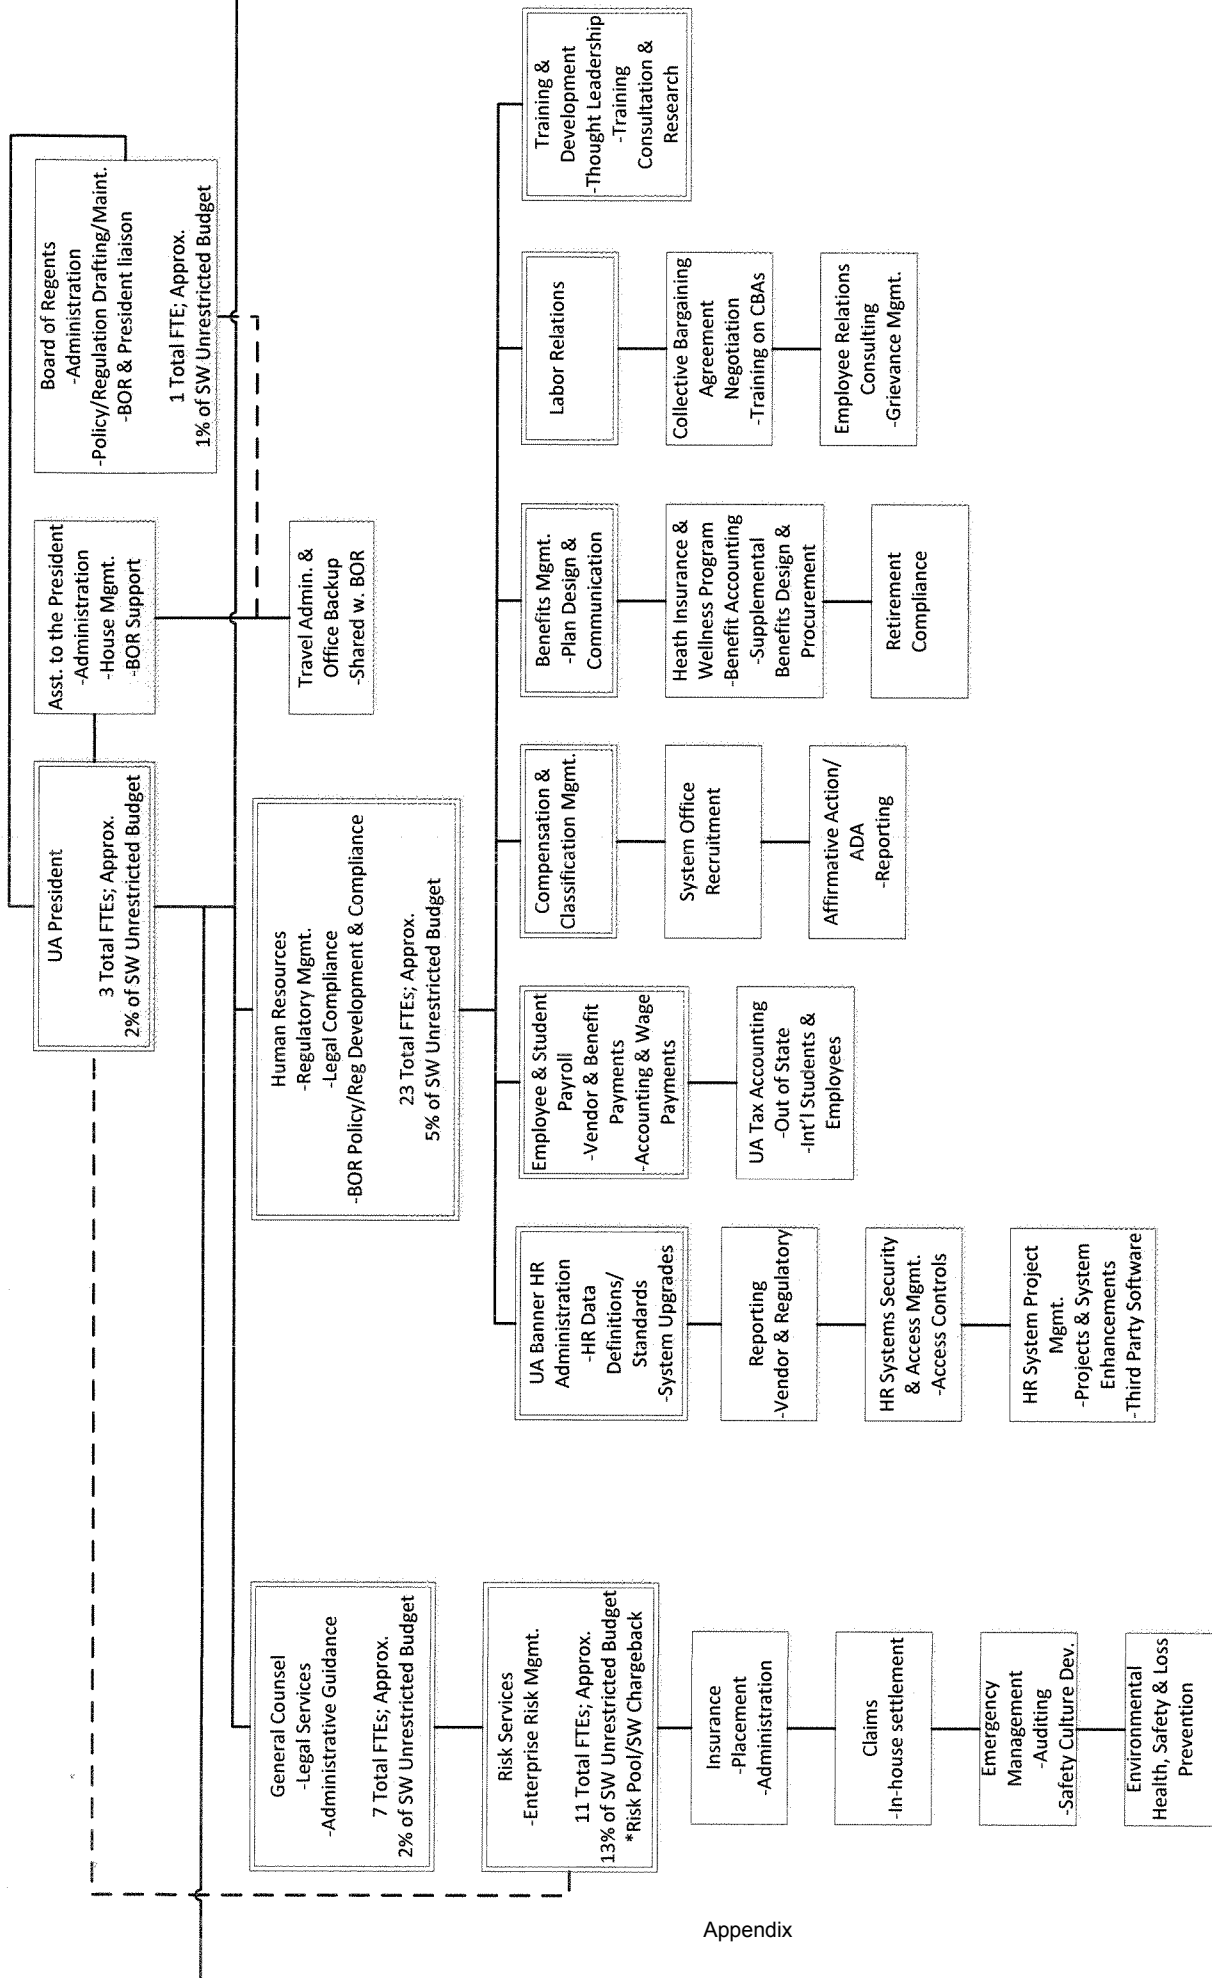 UA President
3 Total FTEs; Approx.
2% of SW Unrestricted Budget
Asst. to the President
-Administration
-House Mgmt.
-BOR Support
Board of Regents
-Administration
-Policy/Regulation Drafting/Maint.
-BOR & President liaison
1 Total FTE; Approx.
1% of SW Unrestricted Budget
Travel Admin. &
Office Backup
-Shared w. BOR
General Counsel
-Legal Services
-Administrative Guidance
7 Total FTEs; Approx.
2% of SW Unrestricted Budget
Risk Services
-Enterprise Risk Mgmt.
11 Total FTEs; Approx.
13% of SW Unrestricted Budget
*Risk Pool/SW Chargeback
Insurance
-Placement
-Administration
Claims
-In-house settlement
Emergency
Management
-Auditing
-Safety Culture Dev.
Environmental
Health, Safety & Loss
Prevention
Human Resources
-Regulatory Mgmt.
-Legal Compliance
-BOR Policy/Reg Development & Compliance
23 Total FTEs; Approx.
5% of SW Unrestricted Budget
UA Banner HR
Administration
-HR Data
Definitions/
Standards
-System Upgrades
Reporting
-Vendor & Regulatory
HR Systems Security
& Access Mgmt.
-Access Controls
HR System Project
Mgmt.
-Projects & System
Enhancements
-Third Party Software
Employee & Student
Payroll
-Vendor & Benefit
Payments
-Accounting & Wage
Payments
UA Tax Accounting
-Out of State
-Int'l Students &
Employees
Compensation &
Classification Mgmt.
System Office
Recruitment
Affirmative Action/
ADA
-Reporting
Benefits Mgmt.
-Plan Design &
Communication
Heath Insurance &
Wellness Program
-Benefit Accounting
-Supplemental
Benefits Design &
Procurement
Retirement
Compliance
Labor Relations
Collective Bargaining
Agreement
Negotiation
-Training on CBAs
Employee Relations
Consulting
-Grievance Mgmt.
Training &
Development
-Thought Leadership
-Training
Consultation &
Research
Appendix